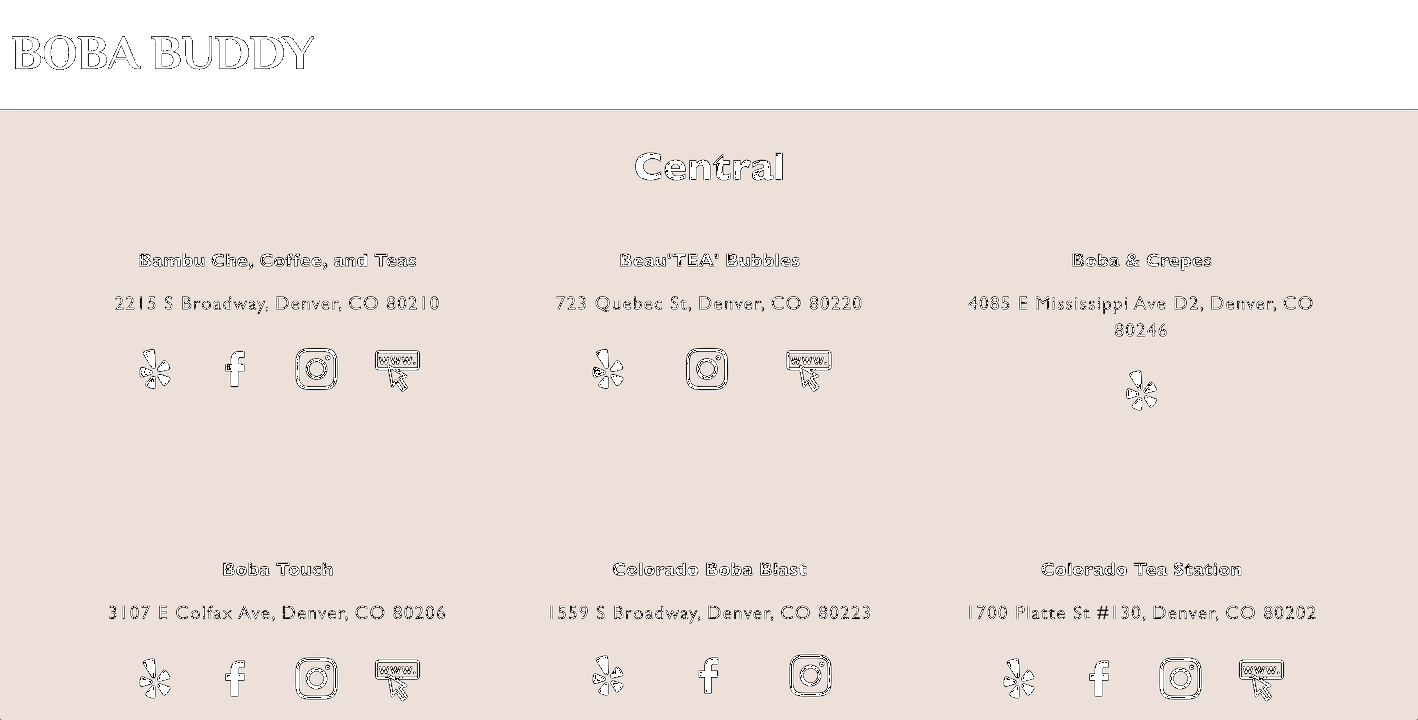 BOBA BUDDY
Central
Bambu Che, Coffee, and Teas
2215 S Broadway, Denver, CO 80210
www.
Beau'TEA' Bubbles
723 Quebec St, Denver, CO 80220
www.
Boba & Crepes
4085 E Mississippi Ave D2, Denver, CO
80246
Boba Touch
3107 E Colfax Ave, Denver, CO 80206
www.
Colorado Boba Blast
1559 S Broadway, Denver, CO 80223
Colorado Tea Station
1700 Platte St #130, Denver, CO 80202
www.